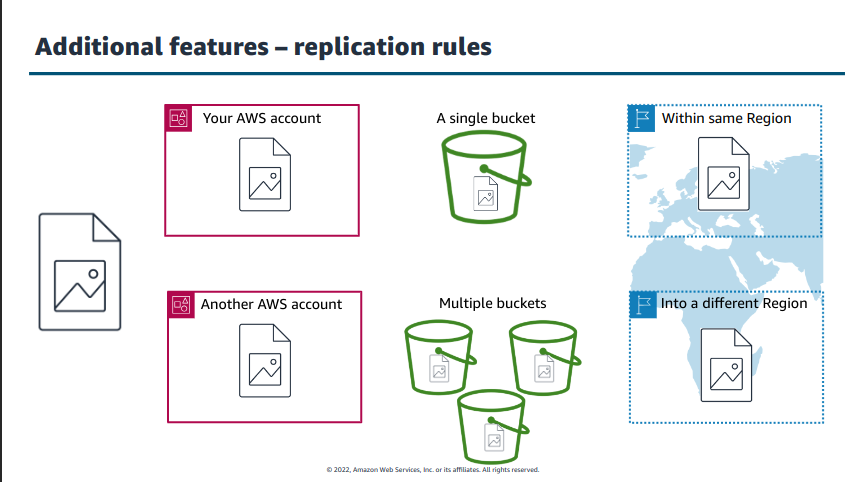 Additional features – replication rules
Your AWS account
A single bucket
Within same Region
Another AWS account
Multiple buckets
Into a different Region
© 2022, Amazon Web Services, Inc. or its affiliates. All rights reserved.